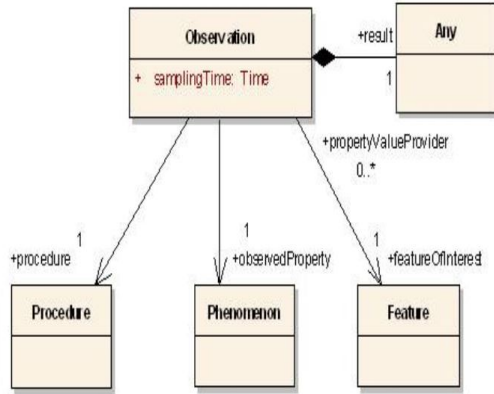 Observation
+ samplingTime: Time
+result
1
Any
+propertyValueProvider
0..*
1
+procedure
1
+observedProperty
1
+featureOfInterest
Procedure
Phenomenon
Feature